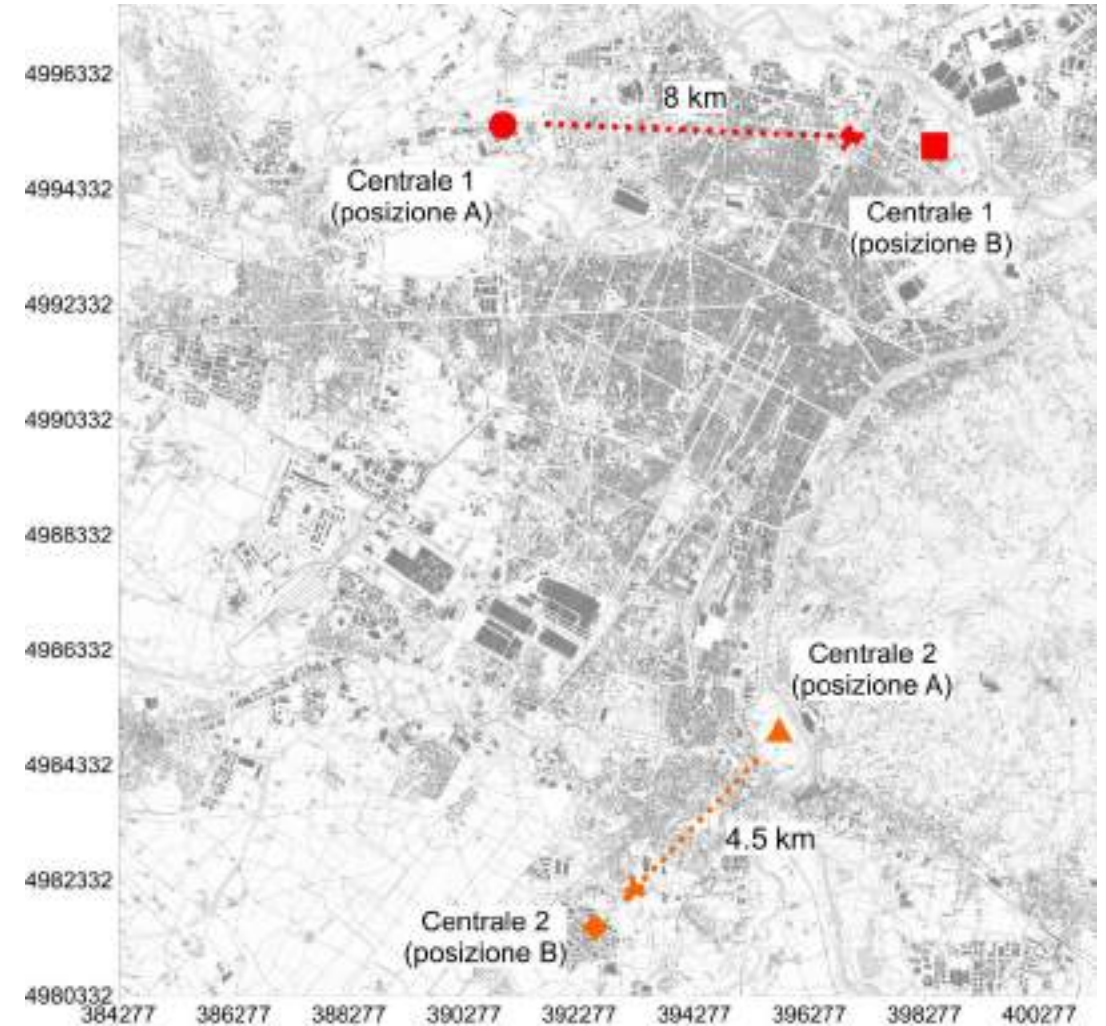 4996332
8 km
Centrale 1
(posizione A)
4994332
Centrale 1
(posizione B)
4992332
4990332
4988332
4986332
Centrale 2
(posizione A)
4984332
4.5 km
4982332
Centrale 2
(posizione B)
4980332
384277 386277 388277 390277 392277 394277 396277 398277 400277